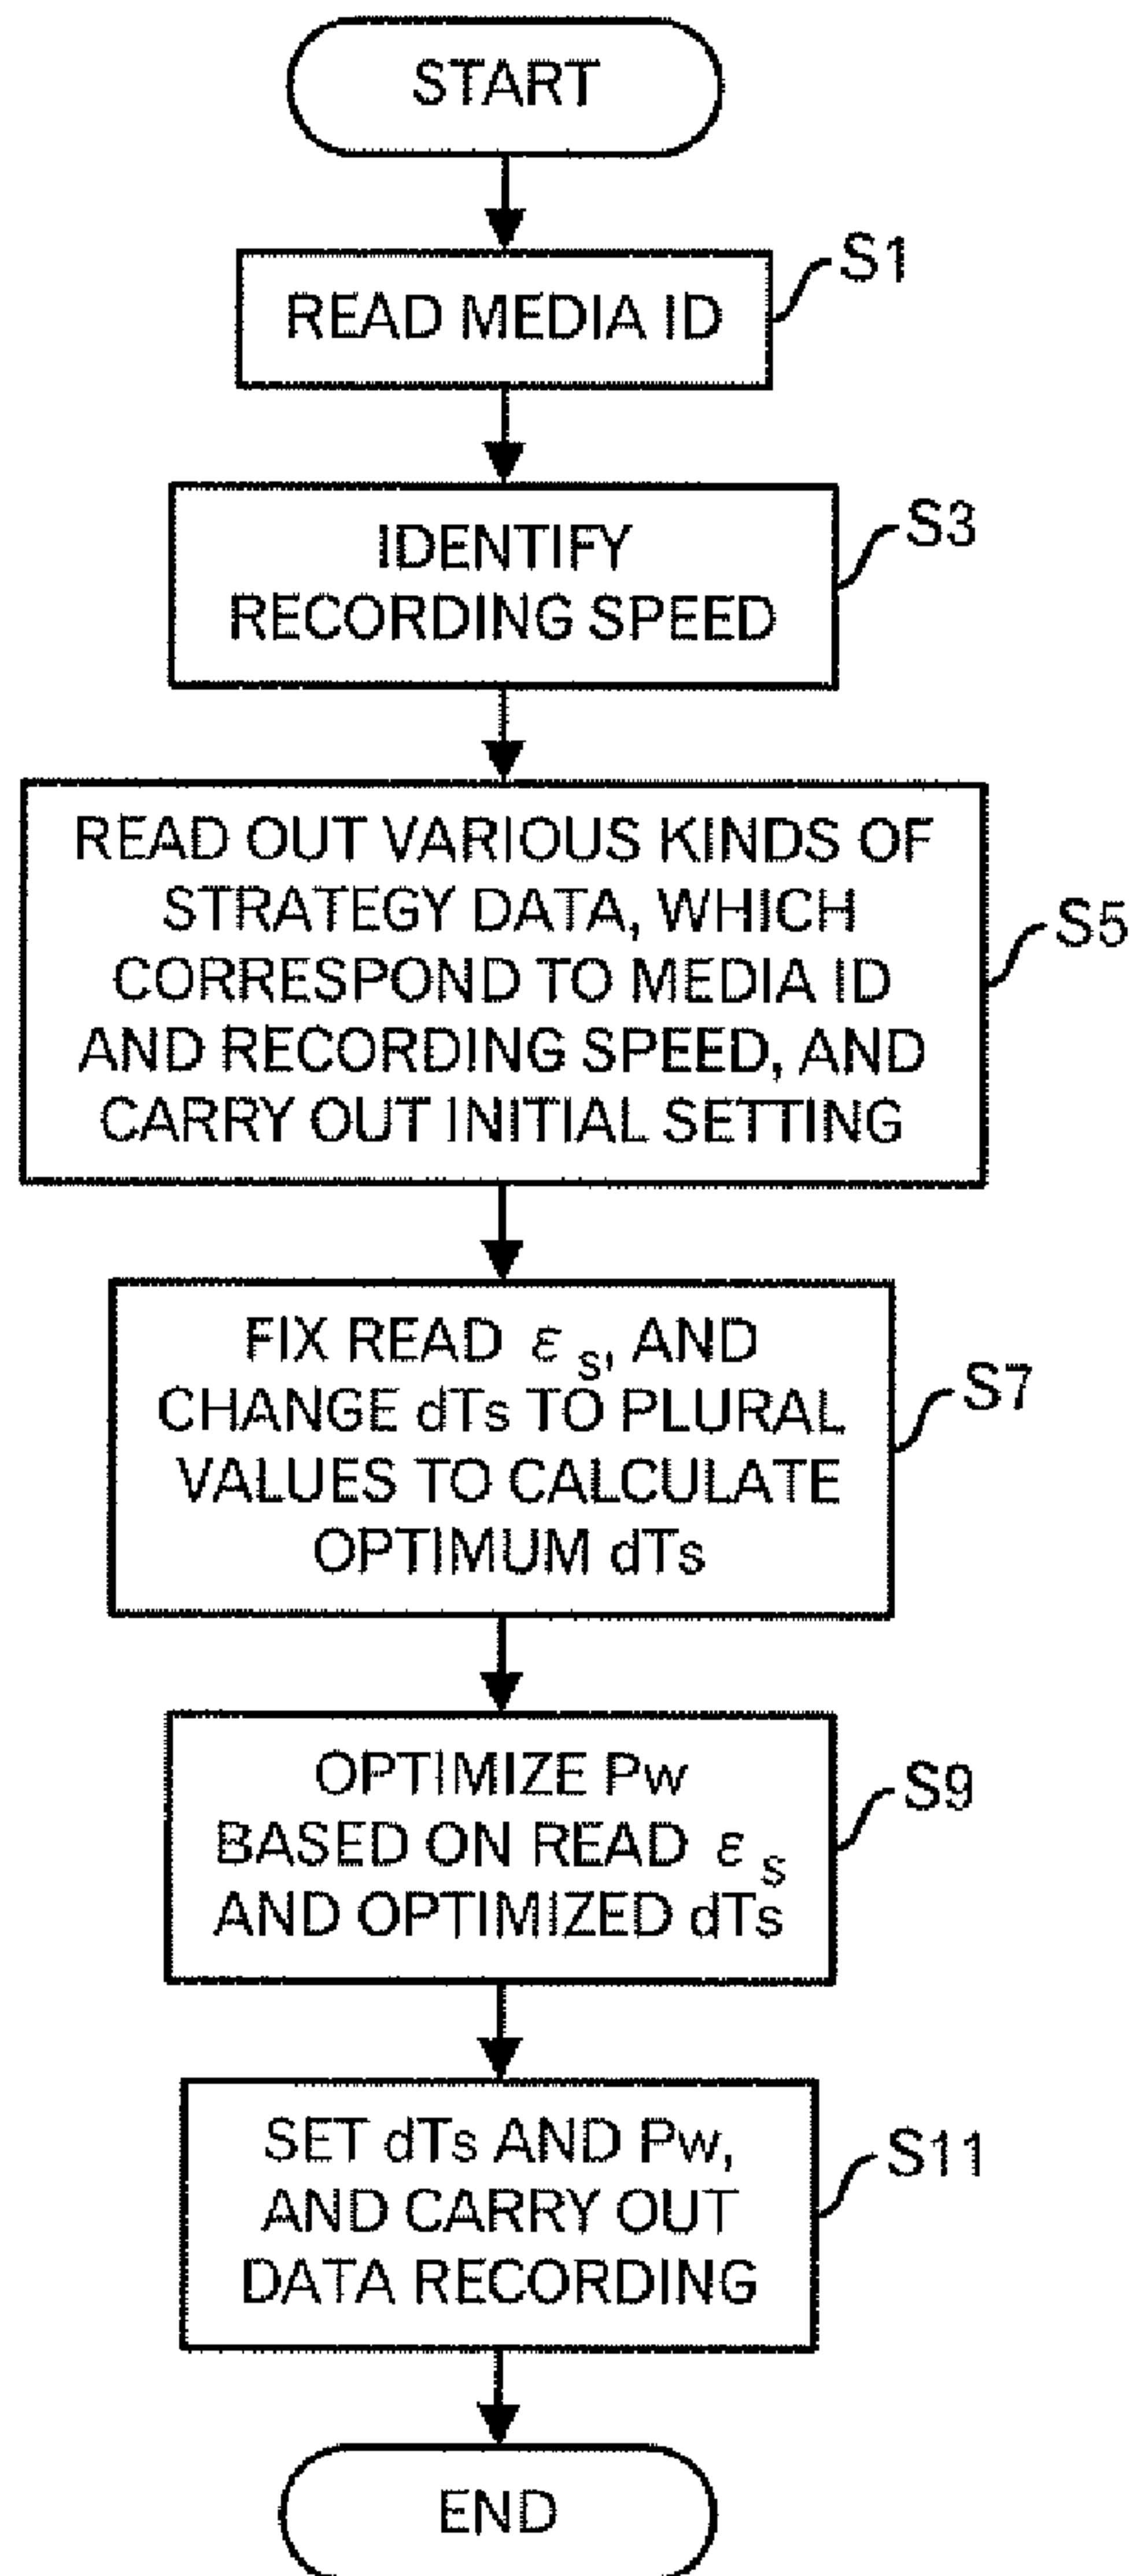 START
S1
READ MEDIA ID
S3
IDENTIFY
RECORDING SPEED
S5
READ OUT VARIOUS KINDS OF
STRATEGY DATA, WHICH
CORRESPOND TO MEDIA ID
AND RECORDING SPEED, AND
CARRY OUT INITIAL SETTING
S7
FIX READ εs, AND
CHANGE dTs TO PLURAL
VALUES TO CALCULATE
OPTIMUM dTs
S9
OPTIMIZE Pw
BASED ON READ εs
AND OPTIMIZED dTs
S11
SET dTs AND Pw,
AND CARRY OUT
DATA RECORDING
END